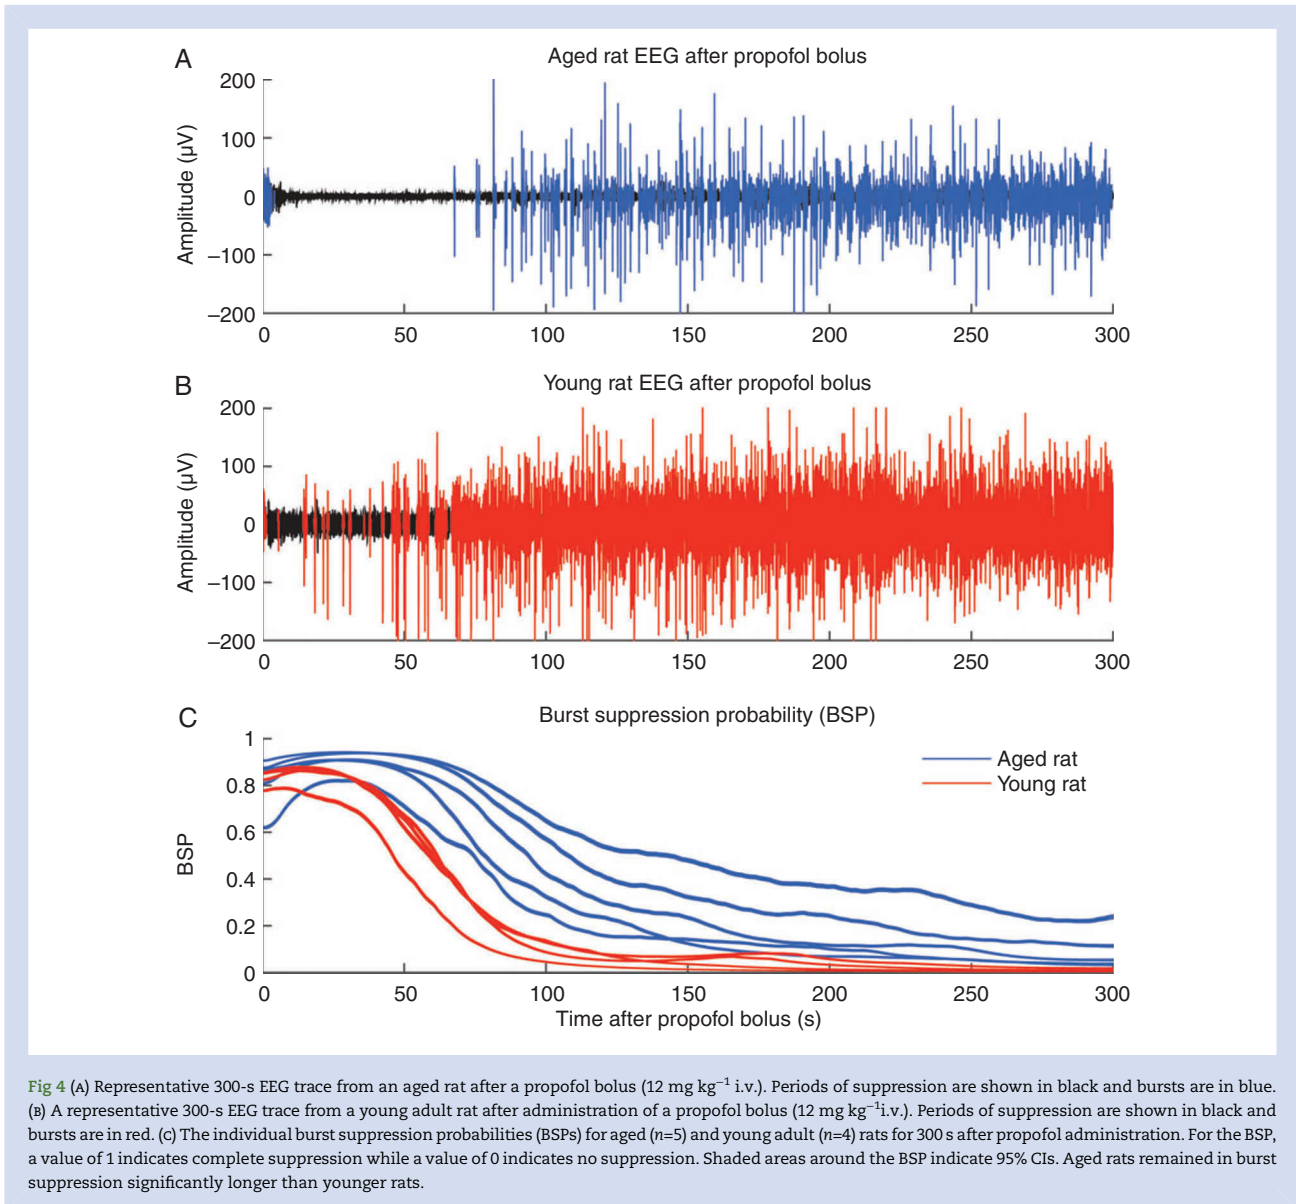 A
Aged rat EEG after propofol bolus
200
100
0
−100
−200
Amplitude (µV)
0 50 100 150 200 250 300
B
Young rat EEG after propofol bolus
200
100
0
−100
−200
Amplitude (µV)
0 50 100 150 200 250 300
C
Burst suppression probability (BSP)
1
0.8
0.6
0.4
0.2
0
BSP
Aged rat
Young rat
0 50 100 150 200 250 300
Time after propofol bolus (s)
Fig 4 (A) Representative 300-s EEG trace from an aged rat after a propofol bolus (12 mg kg⁻¹ i.v.). Periods of suppression are shown in black and bursts are in blue.
(B) A representative 300-s EEG trace from a young adult rat after administration of a propofol bolus (12 mg kg⁻¹i.v.). Periods of suppression are shown in black and
bursts are in red. (C) The individual burst suppression probabilities (BSPs) for aged (n=5) and young adult (n=4) rats for 300 s after propofol administration. For the BSP,
a value of 1 indicates complete suppression while a value of 0 indicates no suppression. Shaded areas around the BSP indicate 95% CIs. Aged rats remained in burst
suppression significantly longer than younger rats.